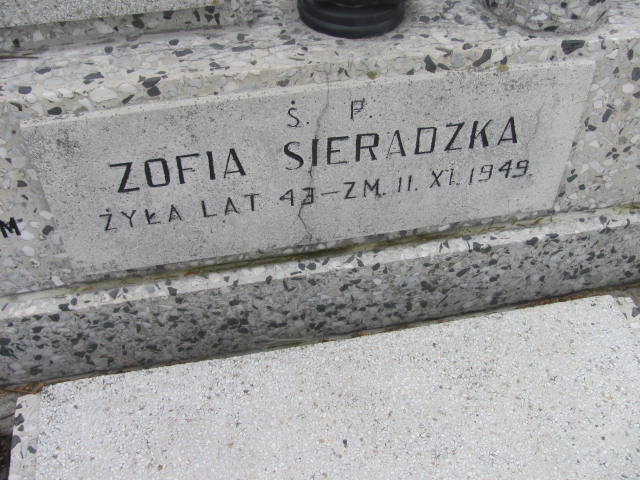 Ś. P.
ZOFIA SIERADZKA
ŻYŁA LAT 43-ZM. 11. XI. 1949.
M